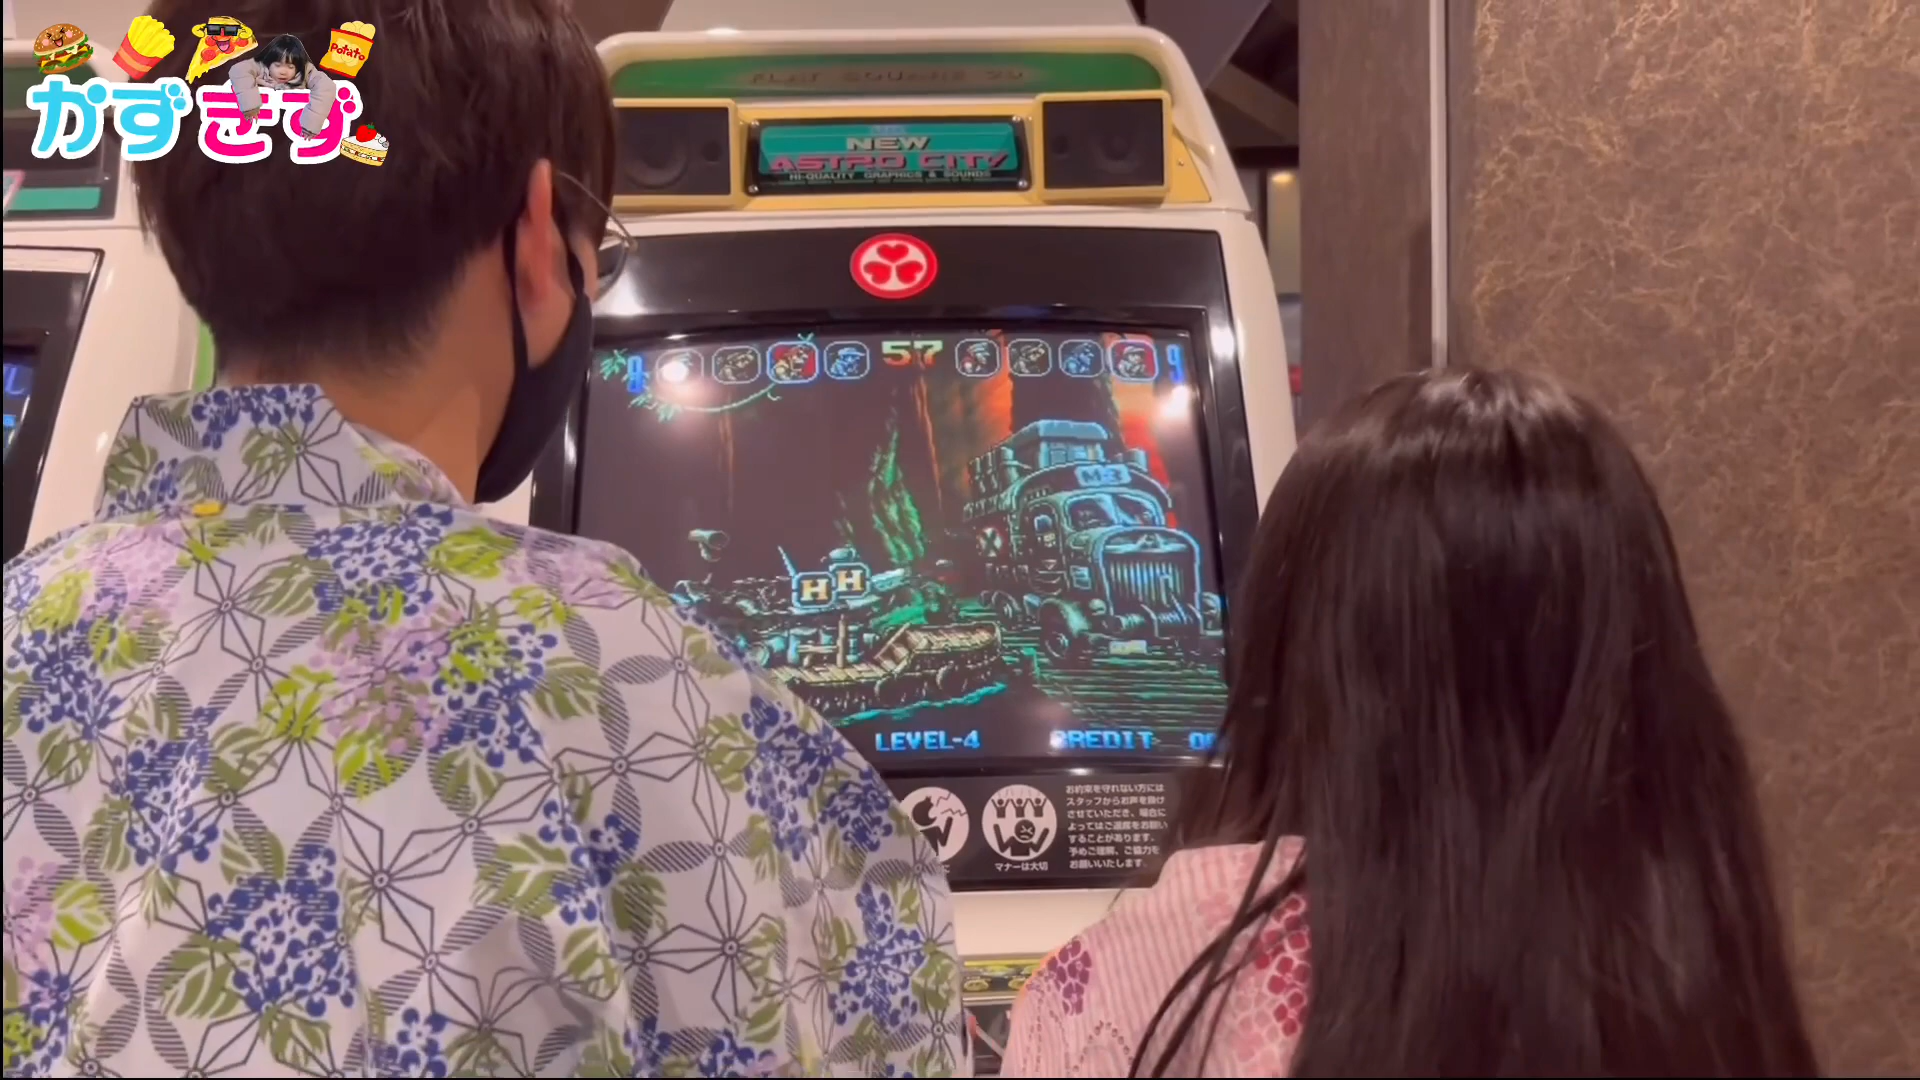 Potato
かずきず
NEW
ASTRO CITY
HI-QUALITY GRAPHICS & SOUNDS
57
9
M-3
H H
LEVEL-4
CREDIT
マナーは大切
お約束を守れない方には
スタッフからお声を掛け
させていただき、場合に
よってはご退席をお願い
することがあります。
予めご理解、ご協力を
お願いいたします。